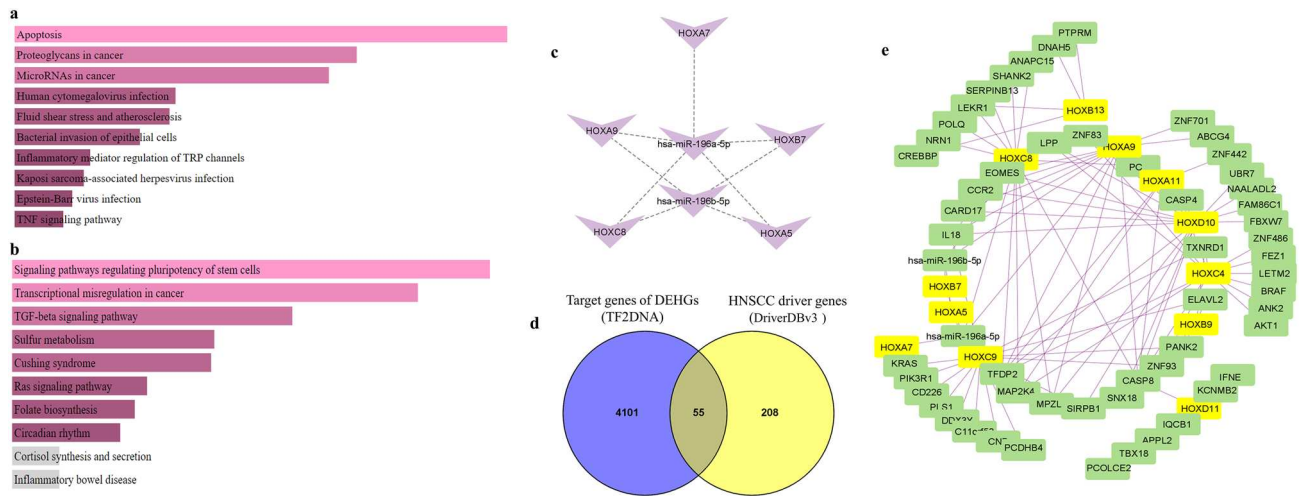 a
Apoptosis
Proteoglycans in cancer
MicroRNAs in cancer
Human cytomegalovirus infection
Fluid shear stress and atherosclerosis
Bacterial invasion of epithelial cells
Inflammatory mediator regulation of TRP channels
Kaposi sarcoma-associated herpesvirus infection
Epstein-Barr virus infection
TNF signaling pathway
b
Signaling pathways regulating pluripotency of stem cells
Transcriptional misregulation in cancer
TGF-beta signaling pathway
Sulfur metabolism
Cushing syndrome
Ras signaling pathway
Folate biosynthesis
Circadian rhythm
Cortisol synthesis and secretion
Inflammatory bowel disease
c
HOXA7
HOXA9
hsa-miR-196a-5p
HOXB7
hsa-miR-196b-5p
HOXC8
HOXA5
d
Target genes of DEHGs
(TF2DNA)
HNSCC driver genes
(DriverDBv3 )
4101
55
208
e
PTPRM
DNAH5
ANAPC15
SHANK2
SERPINB13
LEKR1
POLQ
NRN1
CREBBP
HOXB13
ZNF83
LPP
HOXA9
HOXC8
EOMES
CCR2
CARD17
IL18
hsa-miR-196b-5p
HOXB7
HOXA5
hsa-miR-196a-5p
HOXA7
HOXC9
KRAS
PIK3R1
CD226
PLS1
DDX3X
PCDHB4
TFDP2
MAP2K4
MPZL
SIRPB1
SNX18
CASP8
ZNF93
PANK2
HOXB9
ELAVL2
HOXC4
TXNRD1
HOXD10
CASP4
HOXA11
PC
ZNF701
ABCG4
ZNF442
UBR7
NAALADL2
FAM86C1
FBXW7
ZNF486
FEZ1
LETM2
BRAF
ANK2
AKT1
IFNE
KCNMB2
HOXD11
IQCB1
APPL2
TBX18
PCOLCE2